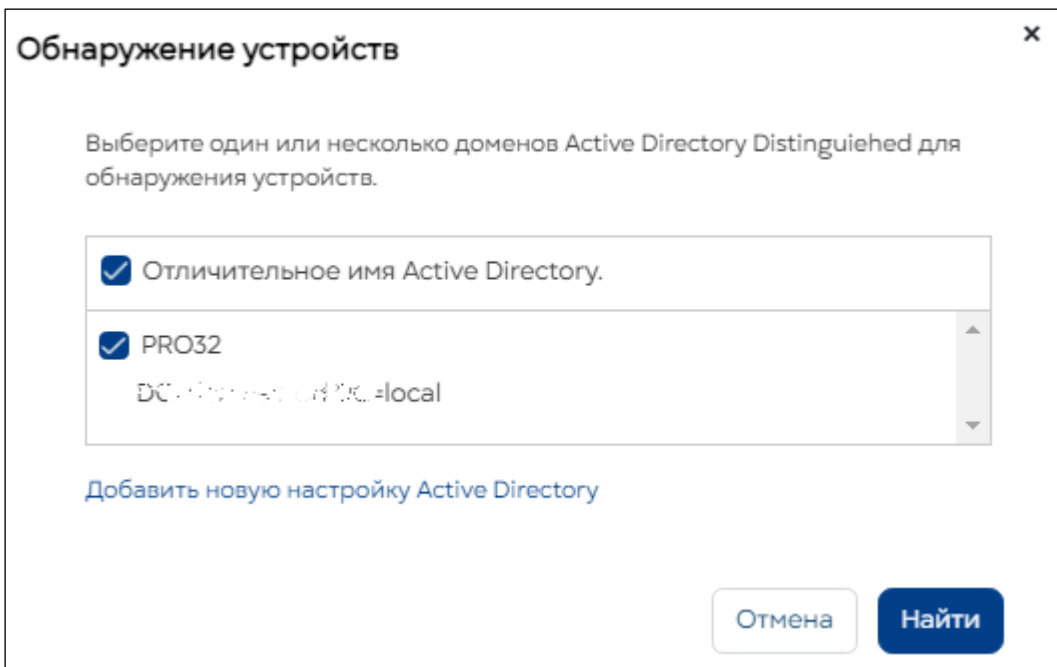 Обнаружение устройств
Выберите один или несколько доменов Active Directory Distinguiehed для
обнаружения устройств.
Отличительное имя Active Directory.
PRO32
=local
Добавить новую настройку Active Directory
Отмена
Найти